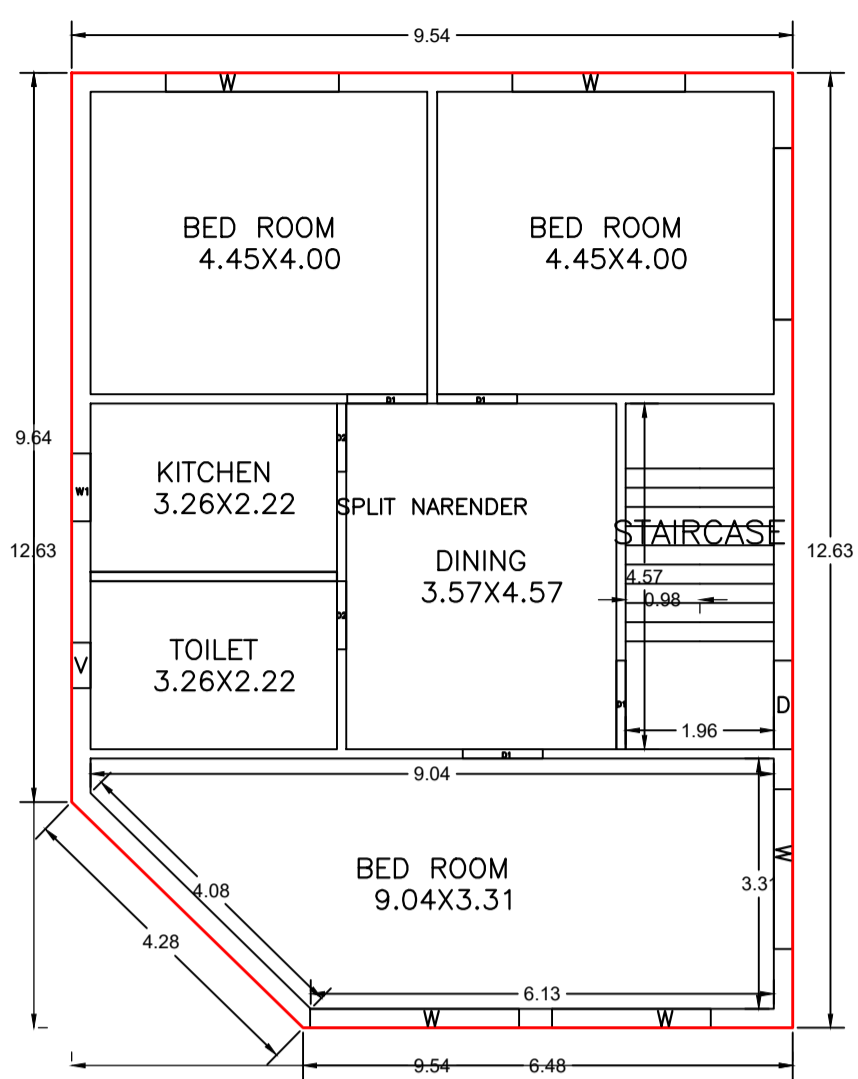 9.54
W W
BED ROOM
4.45X4.00
BED ROOM
4.45X4.00
D1 D1
9.64
12.63
12.63
KITCHEN
3.26X2.22
W1
D2
SPLIT NARENDER
DINING
3.57X4.57
STAIRCASE
4.57
0.98
TOILET
3.26X2.22
V
D2
D1
D
1.96
D1
9.04
BED ROOM
9.04X3.31
W
3.31
4.08
4.28
6.13
W W
9.54 6.48